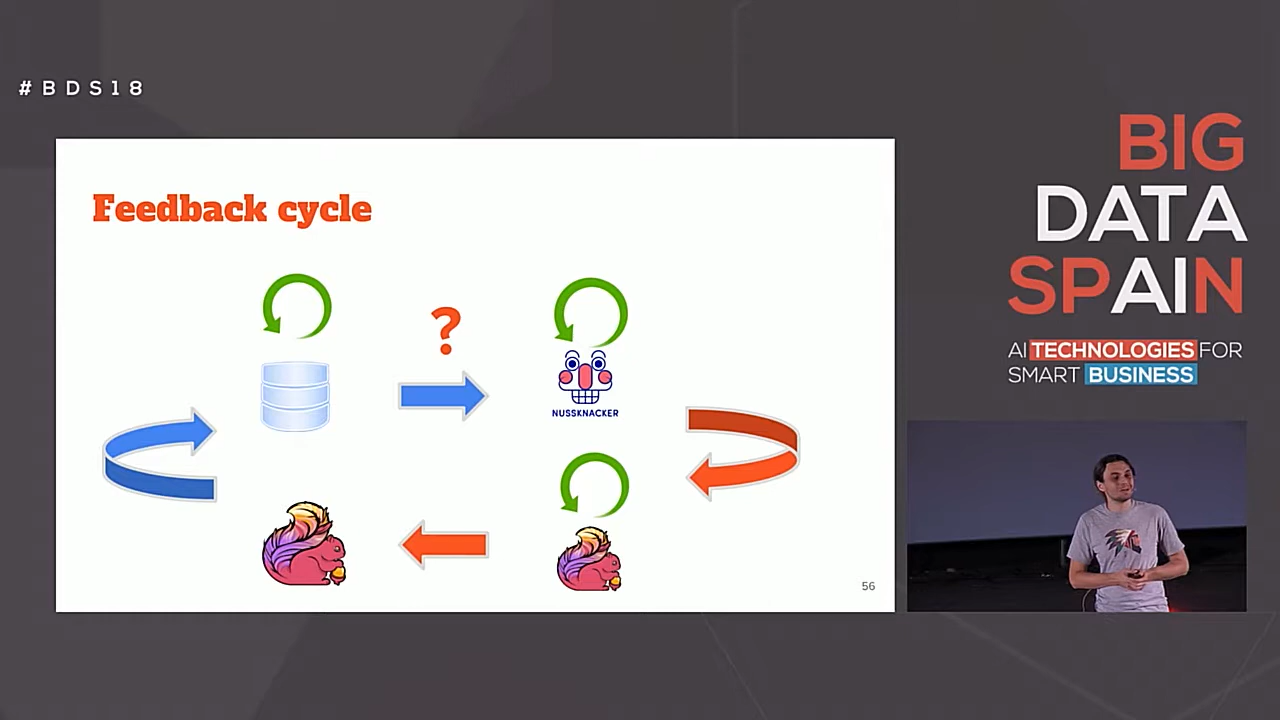 #BDS18
BIG
DATA
SPAIN
AI TECHNOLOGIES FOR
SMART BUSINESS
Feedback cycle
?
NUSSKNACKER
56